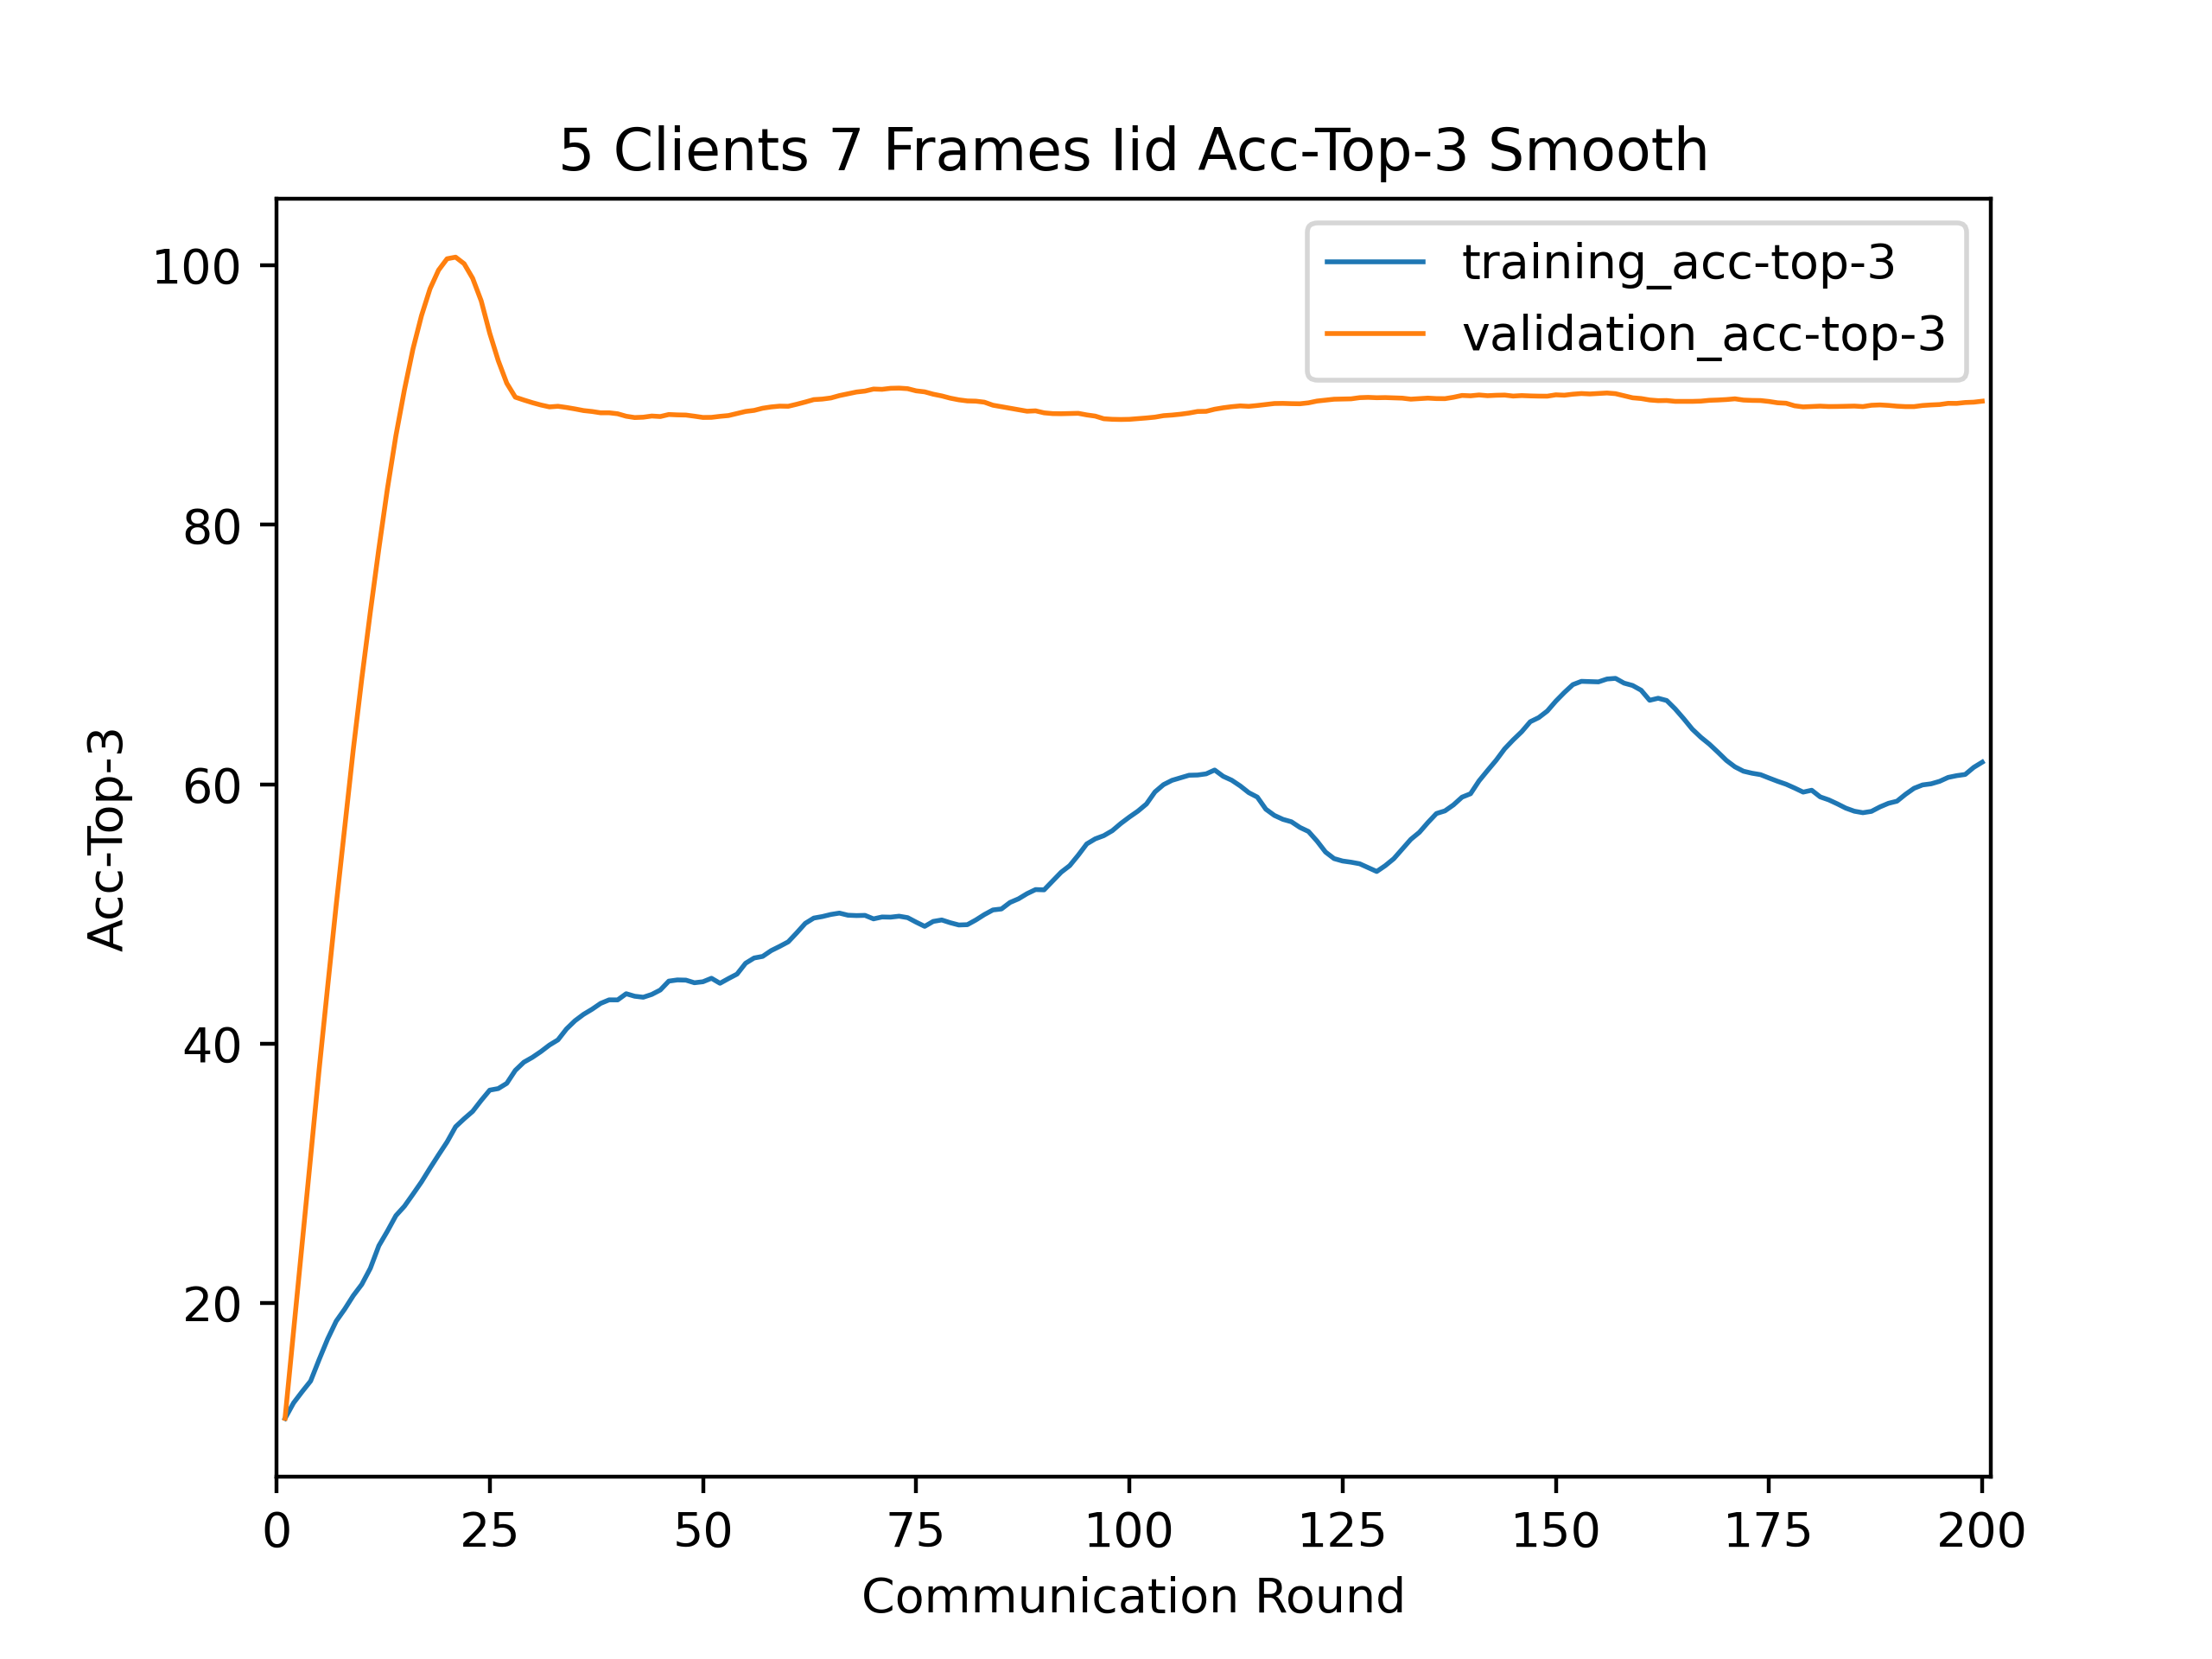 5 Clients 7 Frames Iid Acc-Top-3 Smooth
training_acc-top-3
validation_acc-top-3
100
80
60
40
20
Acc-Top-3
0 25 50 75 100 125 150 175 200
Communication Round